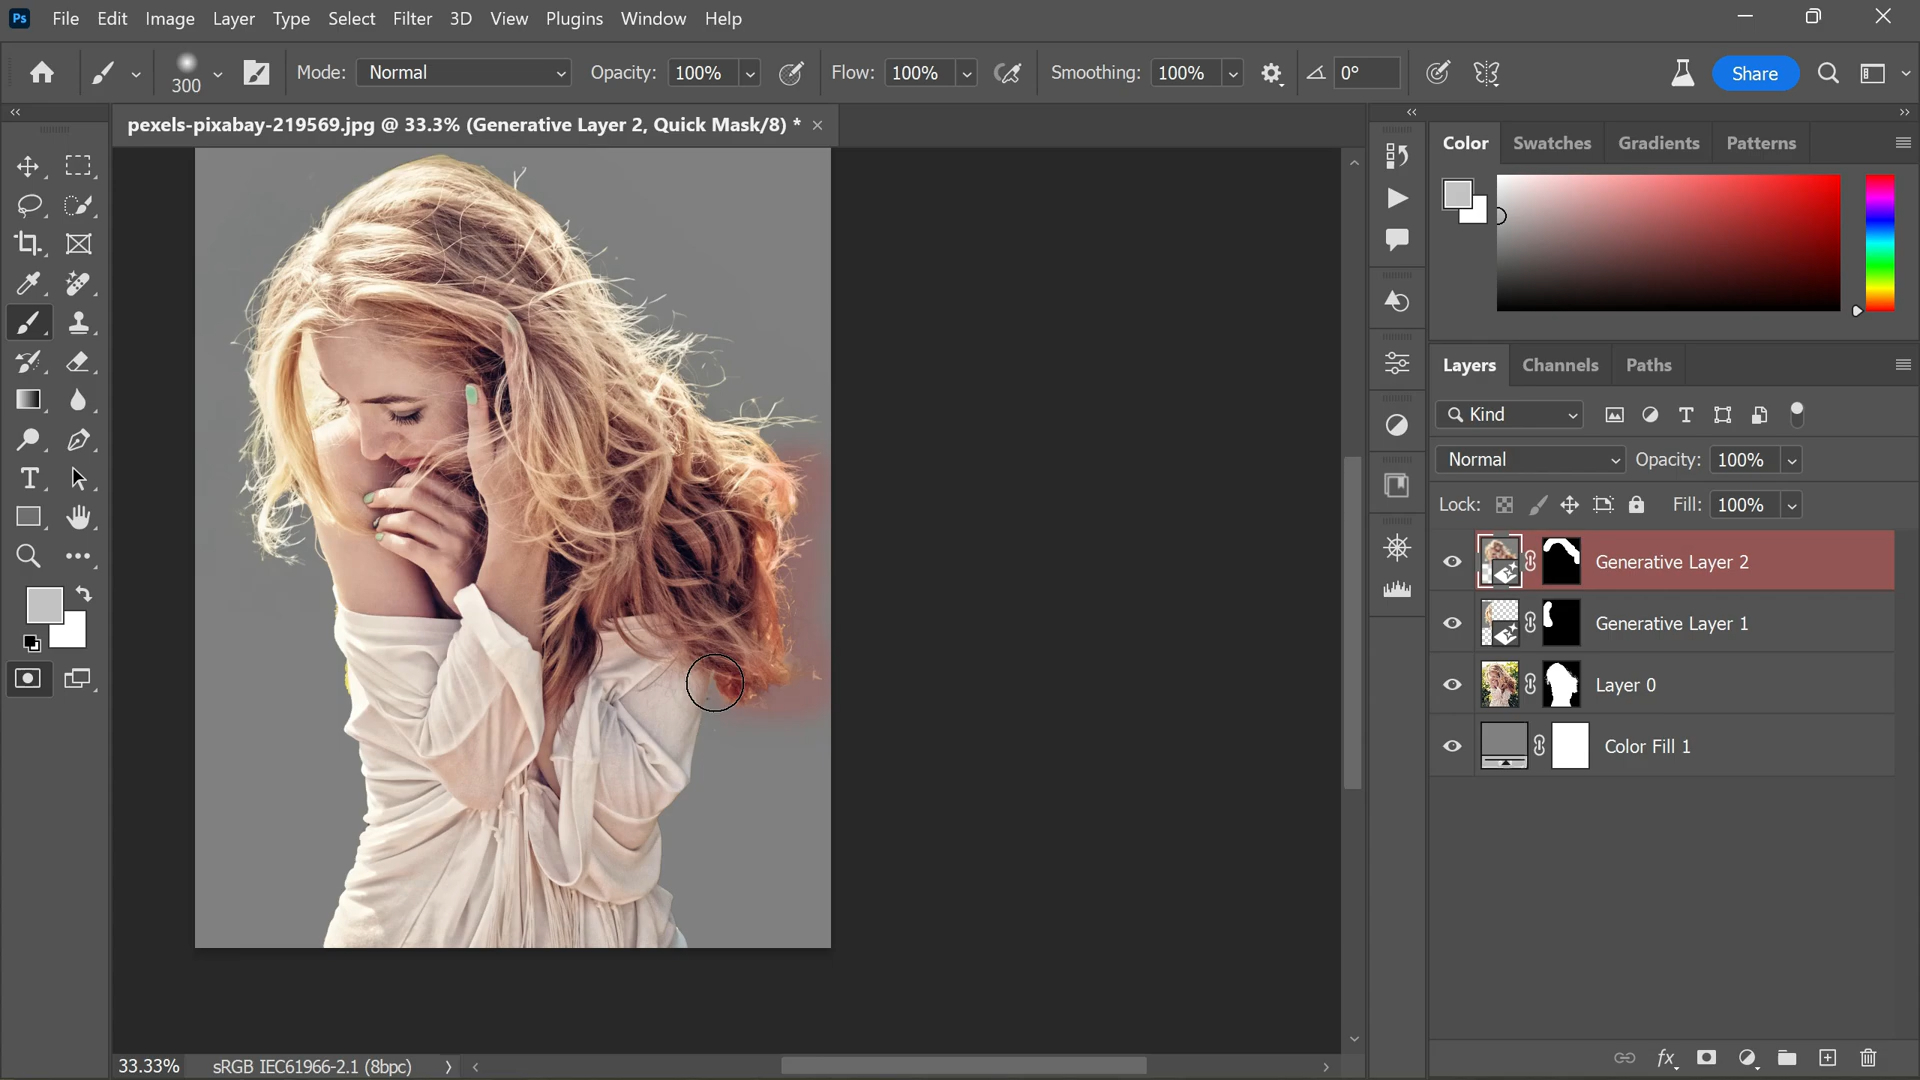 Ps File Edit Image Layer Type Select Filter 3D View Plugins Window Help
300 Mode: Normal Opacity: 100% Flow: 100% Smoothing: 100% 0° Share
pexels-pixabay-219569.jpg @ 33.3% (Generative Layer 2, Quick Mask/8) *
Color Swatches Gradients Patterns
Layers Channels Paths
Kind
Normal Opacity: 100%
Lock: Fill: 100%
Generative Layer 2
Generative Layer 1
Layer 0
Color Fill 1
33.33% sRGB IEC61966-2.1 (8bpc)